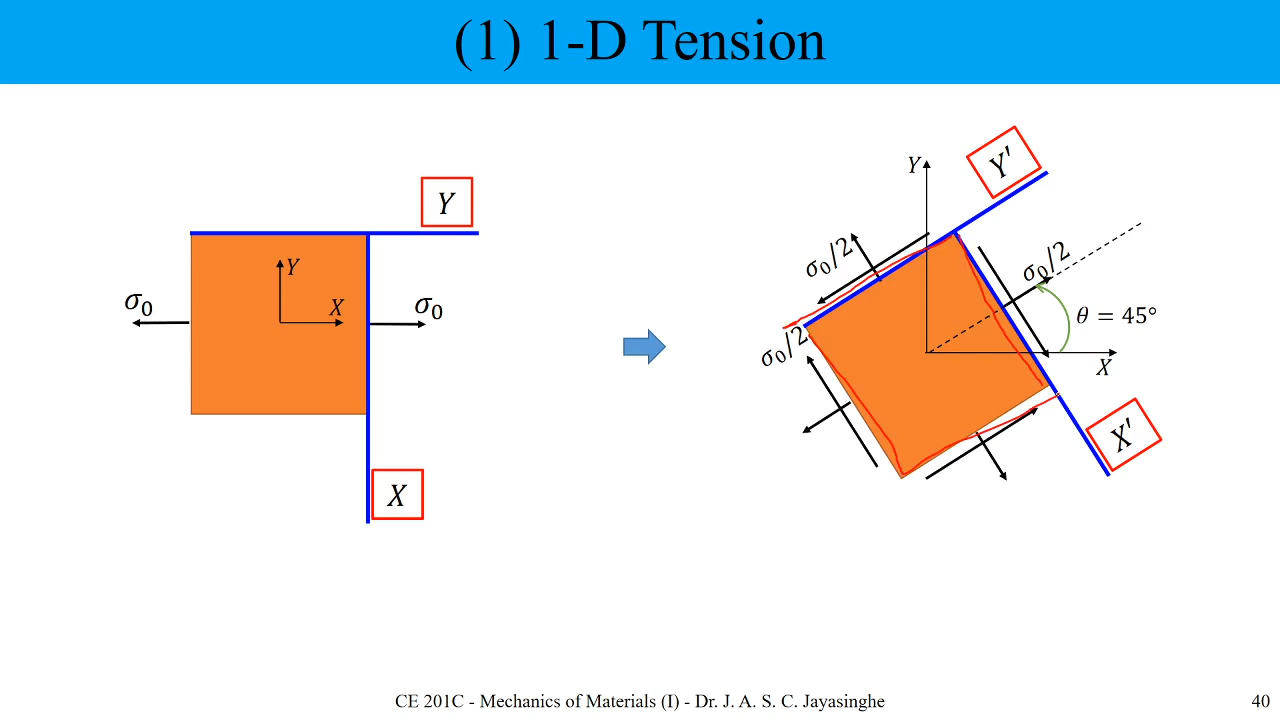 (1) 1-D Tension
Y
Y
X
σ₀
σ₀
X
Y
Y′
σ₀/2
σ₀/2
θ = 45°
σ₀/2
X
X′
CE 201C - Mechanics of Materials (I) - Dr. J. A. S. C. Jayasinghe
40